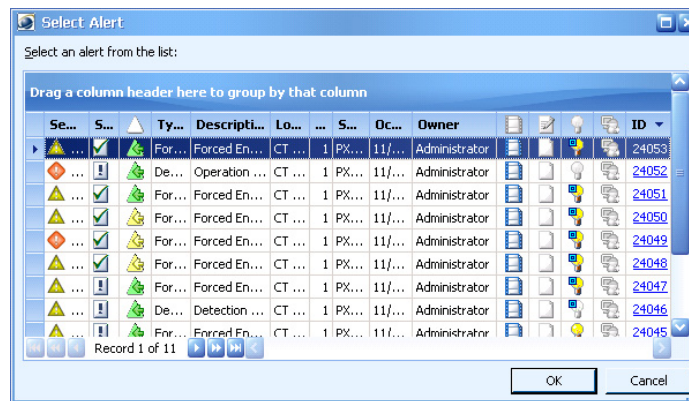 Select Alert
Select an alert from the list:
Drag a column header here to group by that column
Se... S... Ty... Descripti... Lo... ... S... Oc... Owner ID
... For... Forced En... CT ... 1 PX... 11/... Administrator 24053
... De... Operation ... CT ... 1 PX... 11/... Administrator 24052
... For... Forced En... CT ... 1 PX... 11/... Administrator 24051
... For... Forced En... CT ... 1 PX... 11/... Administrator 24050
... For... Forced En... CT ... 1 PX... 11/... Administrator 24049
... For... Forced En... CT ... 1 PX... 11/... Administrator 24048
... For... Forced En... CT ... 1 PX... 11/... Administrator 24047
... De... Detection ... CT ... 1 PX... 11/... Administrator 24046
... For... Forced En... CT ... 1 PX... 11/... Administrator 24045
Record 1 of 11
OK Cancel